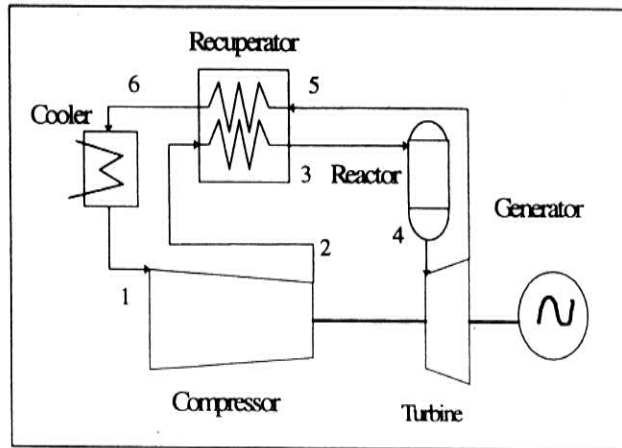 Recuperator
6
5
Cooler
3
Reactor
Generator
4
2
1
Compressor
Turbine